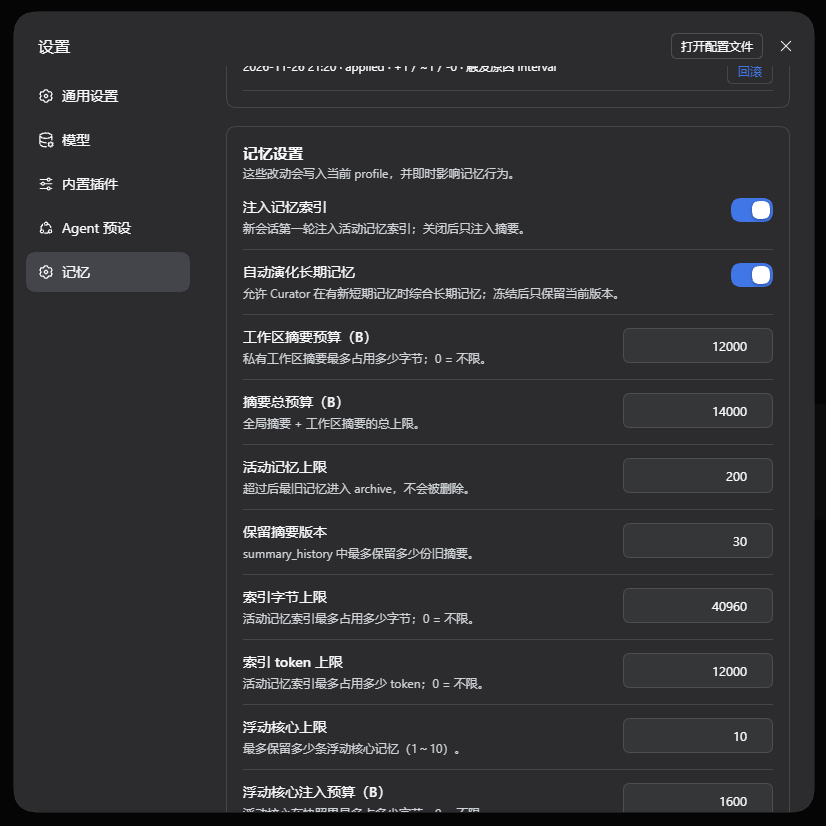 设置
打开配置文件
通用设置
模型
内置插件
Agent 预设
记忆
2026-11-26 21:20 · applied · +1 / ~1 / -0 · 触发原因 interval
回滚
记忆设置
这些改动会写入当前 profile，并即时影响记忆行为。
注入记忆索引
新会话第一轮注入活动记忆索引；关闭后只注入摘要。
自动演化长期记忆
允许 Curator 在有新短期记忆时综合长期记忆；冻结后只保留当前版本。
工作区摘要预算（B）
私有工作区摘要最多占用多少字节；0 = 不限。
12000
摘要总预算（B）
全局摘要 + 工作区摘要的总上限。
14000
活动记忆上限
超过后最旧记忆进入 archive，不会被删除。
200
保留摘要版本
summary_history 中最多保留多少份旧摘要。
30
索引字节上限
活动记忆索引最多占用多少字节；0 = 不限。
40960
索引 token 上限
活动记忆索引最多占用多少 token；0 = 不限。
12000
浮动核心上限
最多保留多少条浮动核心记忆（1～10）。
10
浮动核心注入预算（B）
1600